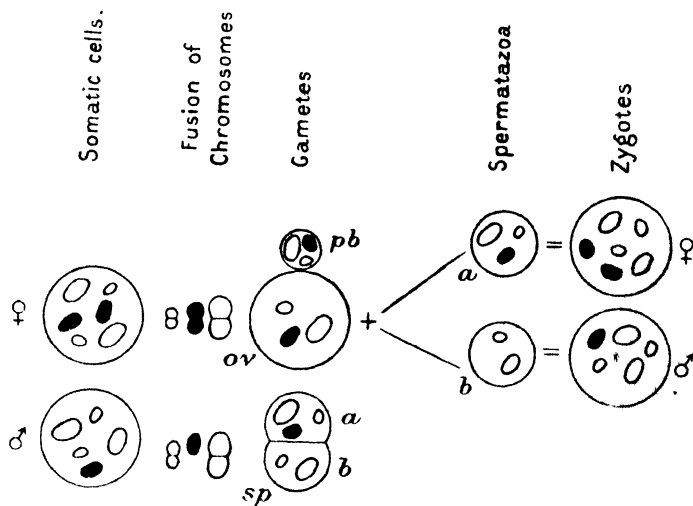 Somatic cells.
Fusion of
Chromosomes
Gametes
Spermatazoa
Zygotes
pb
a
=
♀
♀
ov
+
b
=
♂
♂
a
b
sp